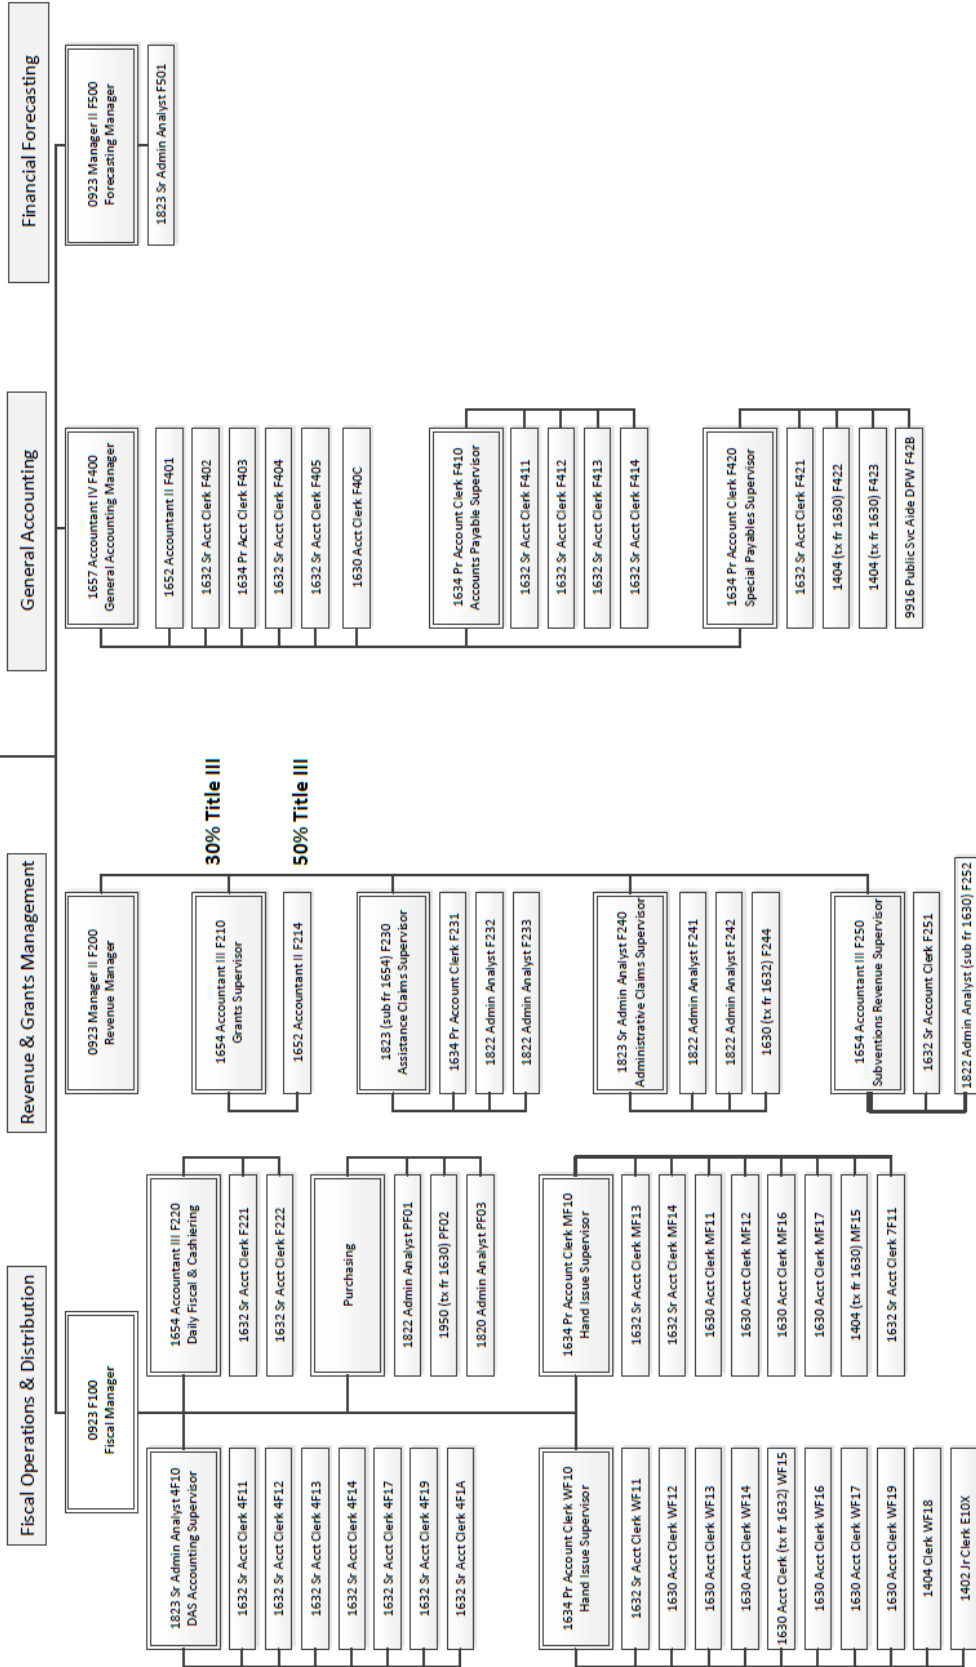 Fiscal Operations & Distribution
0923 F100
Fiscal Manager
1823 Sr Admin Analyst 4F10
DAS Accounting Supervisor
1632 Sr Acct Clerk 4F11
1632 Sr Acct Clerk 4F12
1632 Sr Acct Clerk 4F13
1632 Sr Acct Clerk 4F14
1632 Sr Acct Clerk 4F17
1632 Sr Acct Clerk 4F19
1632 Sr Acct Clerk 4F1A
1634 Pr Account Clerk WF10
Hand Issue Supervisor
1632 Sr Acct Clerk WF11
1630 Acct Clerk WF12
1630 Acct Clerk WF13
1630 Acct Clerk WF14
1630 Acct Clerk (tx fr 1632) WF15
1630 Acct Clerk WF16
1630 Acct Clerk WF17
1630 Acct Clerk WF19
1404 Clerk WF18
1402 Jr Clerk E10X
1654 Accountant III F220
Daily Fiscal & Cashiering
1632 Sr Acct Clerk F221
1632 Sr Acct Clerk F222
Purchasing
1822 Admin Analyst PF01
1950 (tx fr 1630) PF02
1820 Admin Analyst PF03
1634 Pr Account Clerk MF10
Hand Issue Supervisor
1632 Sr Acct Clerk MF13
1632 Sr Acct Clerk MF14
1630 Acct Clerk MF11
1630 Acct Clerk MF12
1630 Acct Clerk MF16
1630 Acct Clerk MF17
1404 (tx fr 1630) MF15
1632 Sr Acct Clerk 7F11
Revenue & Grants Management
0923 Manager II F200
Revenue Manager
1654 Accountant III F210
Grants Supervisor
30% Title III
1652 Accountant II F214
50% Title III
1823 (sub fr 1654) F230
Assistance Claims Supervisor
1634 Pr Account Clerk F231
1822 Admin Analyst F232
1822 Admin Analyst F233
1823 Sr Admin Analyst F240
Administrative Claims Supervisor
1822 Admin Analyst F241
1822 Admin Analyst F242
1630 (tx fr 1632) F244
1654 Accountant III F250
Subventions Revenue Supervisor
1632 Sr Account Clerk F251
1822 Admin Analyst (sub fr 1630) F252
General Accounting
1657 Accountant IV F400
General Accounting Manager
1652 Accountant II F401
1632 Sr Acct Clerk F402
1634 Pr Acct Clerk F403
1632 Sr Acct Clerk F404
1632 Sr Acct Clerk F405
1630 Acct Clerk F40C
1634 Pr Account Clerk F410
Accounts Payable Supervisor
1632 Sr Acct Clerk F411
1632 Sr Acct Clerk F412
1632 Sr Acct Clerk F413
1632 Sr Acct Clerk F414
1634 Pr Account Clerk F420
Special Payables Supervisor
1632 Sr Acct Clerk F421
1404 (tx fr 1630) F422
1404 (tx fr 1630) F423
9916 Public Svc Aide DPW F42B
Financial Forecasting
0923 Manager II F500
Forecasting Manager
1823 Sr Admin Analyst F501